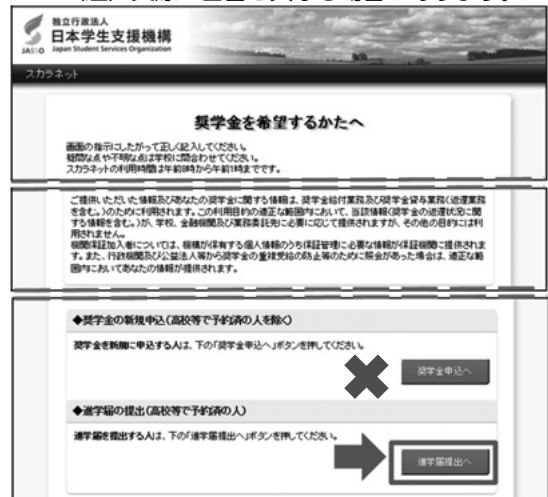 独立行政法人
日本学生支援機構
JASSO Japan Student Services Organization
スカラネット
奨学金を希望するかたへ
画面の指示にしたがって正しく記入してください。
疑問な点や不明な点は学校に問合わせてください。
スカラネットの利用時間は午前8時から午前1時までです。
ご提供いただいた情報及びあなたの奨学金に関する情報は、奨学金給付業務及び奨学金貸与業務(返還業務
を含む。)のために利用されます。この利用目的の適正な範囲内において、当該情報(奨学金の返還状況に関
する情報を含む。)が、学校、金融機関及び業務委託先に必要に応じて提供されますが、その他の目的には利
用されません。
機関保証加入者については、機構が保有する個人情報のうち保証管理に必要な情報が保証機関に提供されま
す。また、行政機関及び公益法人等から奨学金の重複受給の防止等のために照会があった場合は、適正な範
囲内においてあなたの情報が提供されます。
◆奨学金の新規申込(高校等で予約済の人を除く)
奨学金を新規に申込する人は、下の「奨学金申込へ」ボタンを押してください。
奨学金申込へ
◆進学届の提出(高校等で予約済の人)
進学届を提出する人は、下の「進学届提出へ」ボタンを押してください。
進学届提出へ